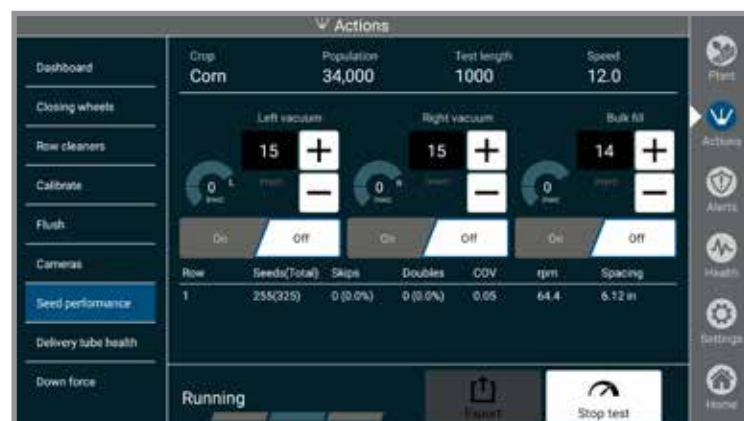 Actions
Dashboard
Closing wheels
Row cleaners
Calibrate
Flush
Cameras
Seed performance
Delivery tube health
Down force
Crop Population Test length Speed
Corn 34,000 1000 12.0
Left vacuum Right vacuum Bulk fill
15 + 15 + 14 +
0 L − 0 R − 0 −
On Off On Off On Off
Row Seeds(Total) Skips Doubles COV rpm Spacing
1 255(325) 0 (0.0%) 0 (0.0%) 0.05 64.4 6.12 in
Running
Export Stop test
Plant
Actions
Alerts
Health
Settings
Home